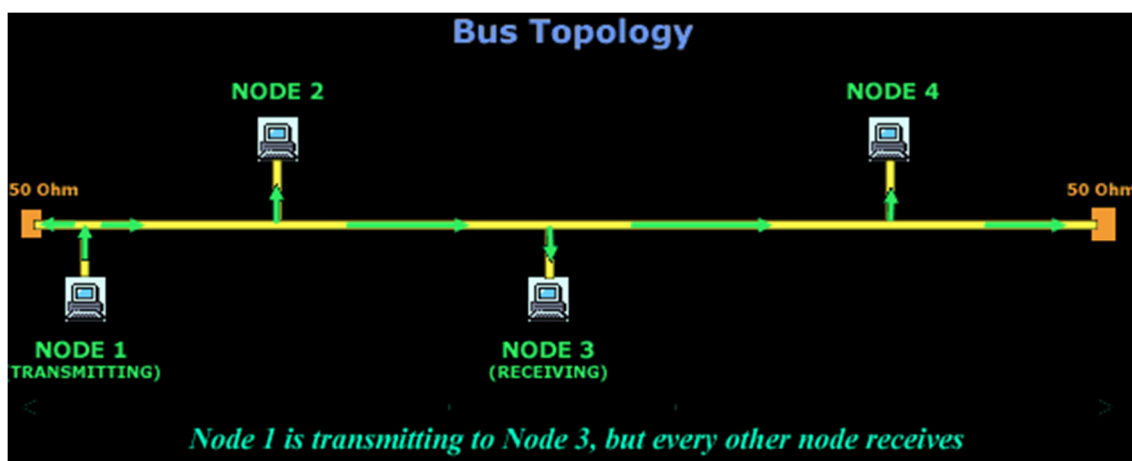 Bus Topology
NODE 2
NODE 4
50 Ohm
50 Ohm
NODE 1
(TRANSMITTING)
NODE 3
(RECEIVING)
Node 1 is transmitting to Node 3, but every other node receives